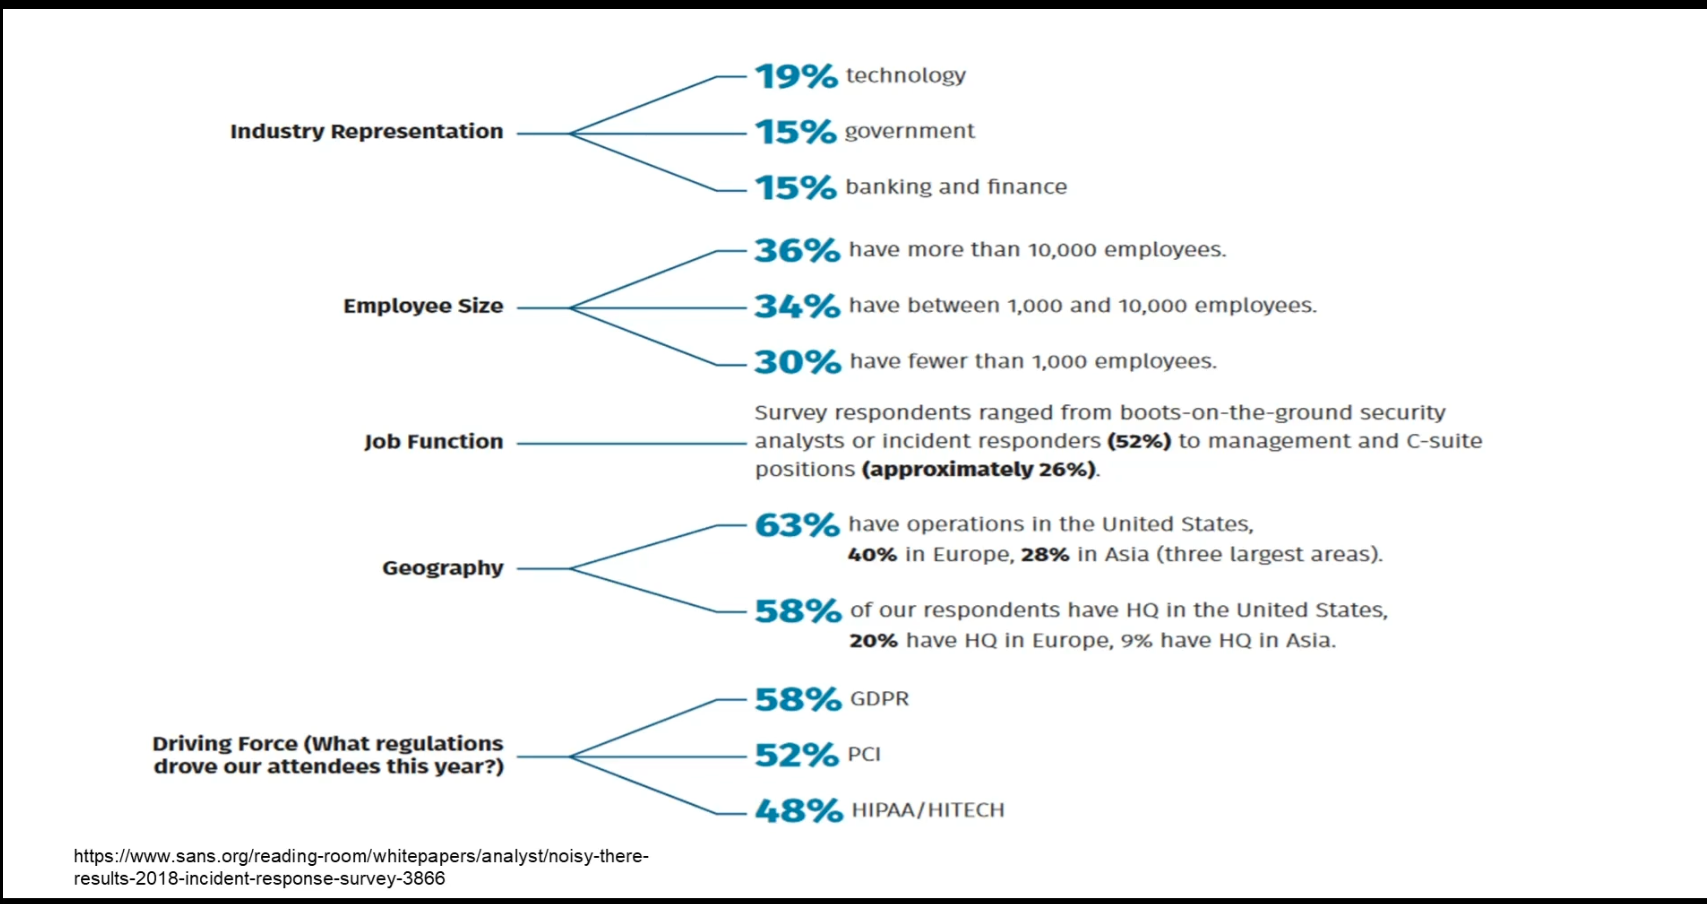 Industry Representation
19% technology
15% government
15% banking and finance
Employee Size
36% have more than 10,000 employees.
34% have between 1,000 and 10,000 employees.
30% have fewer than 1,000 employees.
Job Function
Survey respondents ranged from boots-on-the-ground security
analysts or incident responders (52%) to management and C-suite
positions (approximately 26%).
Geography
63% have operations in the United States,
40% in Europe, 28% in Asia (three largest areas).
58% of our respondents have HQ in the United States,
20% have HQ in Europe, 9% have HQ in Asia.
Driving Force (What regulations
drove our attendees this year?)
58% GDPR
52% PCI
48% HIPAA/HITECH
https://www.sans.org/reading-room/whitepapers/analyst/noisy-there-
results-2018-incident-response-survey-3866